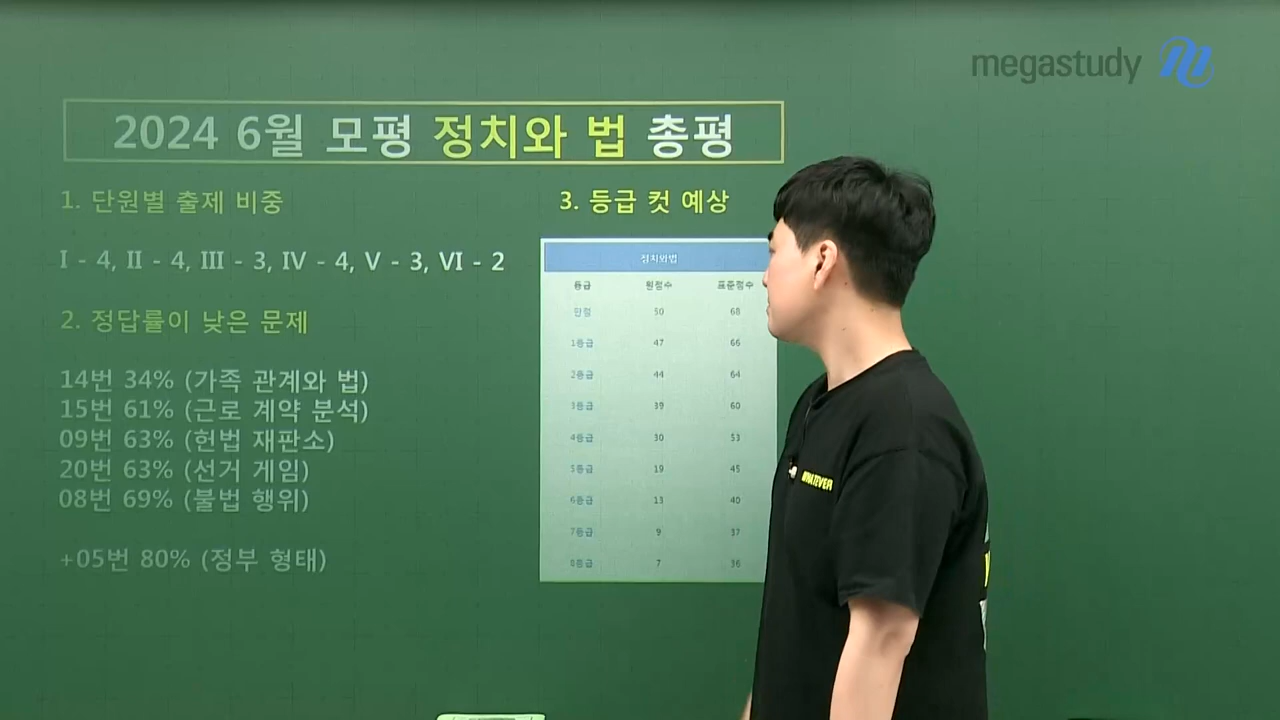 megastudy
2024 6월 모평 정치와 법 총평
1. 단원별 출제 비중
Ⅰ - 4, Ⅱ - 4, Ⅲ - 3, Ⅳ - 4, Ⅴ - 3, Ⅵ - 2
2. 정답률이 낮은 문제
14번 34% (가족 관계와 법)
15번 61% (근로 계약 분석)
09번 63% (헌법 재판소)
20번 63% (선거 게임)
08번 69% (불법 행위)
+05번 80% (정부 형태)
3. 등급 컷 예상
정치와법
등급 원점수 표준점수
만점 50 68
1등급 47 66
2등급 44 64
3등급 39 60
4등급 30 53
5등급 19 45
6등급 13 40
7등급 9 37
8등급 7 36
WHATEVER